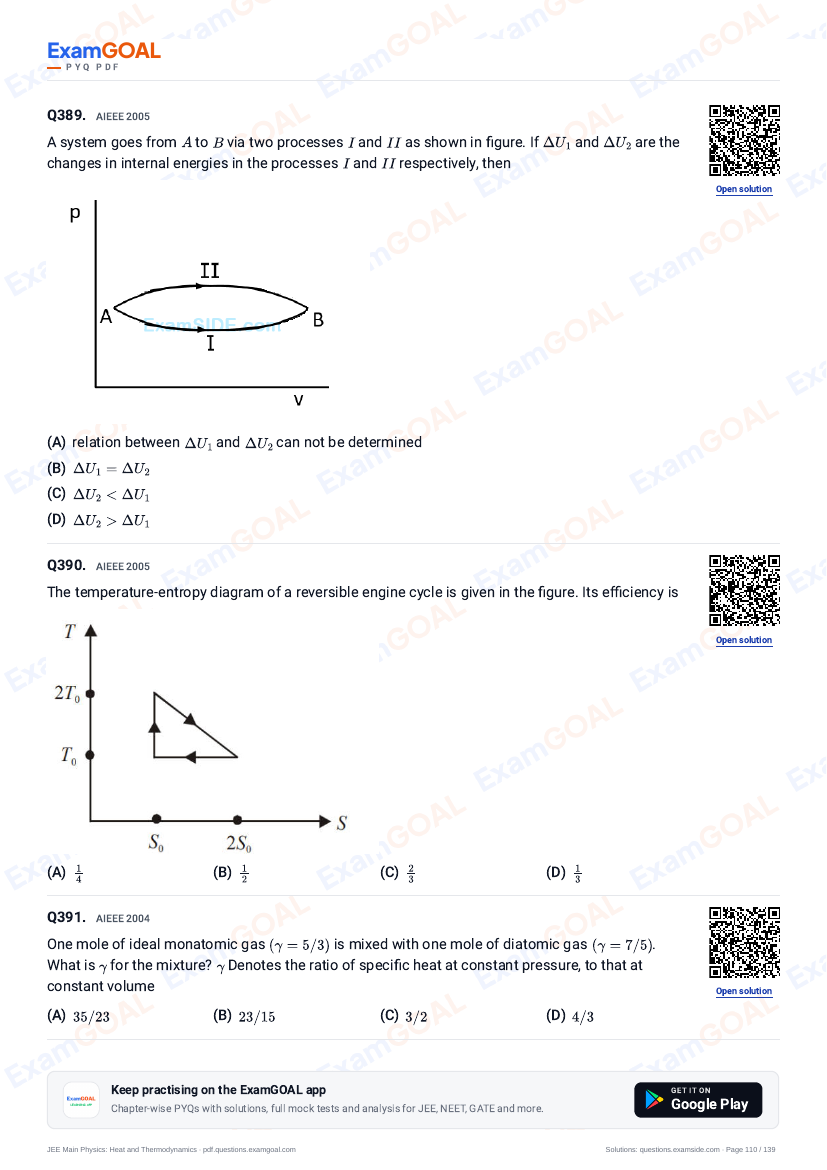 ExamGOAL
PYQ PDF
Q389. AIEEE 2005
A system goes from A to B via two processes I and II as shown in figure. If ΔU₁ and ΔU₂ are the
changes in internal energies in the processes I and II respectively, then
Open solution
p
II
A
B
ExamSIDE.com
I
v
(A) relation between ΔU₁ and ΔU₂ can not be determined
(B) ΔU₁ = ΔU₂
(C) ΔU₂ < ΔU₁
(D) ΔU₂ > ΔU₁
Q390. AIEEE 2005
The temperature-entropy diagram of a reversible engine cycle is given in the figure. Its efficiency is
Open solution
T
2T₀
T₀
S
S₀ 2S₀
(A) 1/4 (B) 1/2 (C) 2/3 (D) 1/3
Q391. AIEEE 2004
One mole of ideal monatomic gas (γ = 5/3) is mixed with one mole of diatomic gas (γ = 7/5).
What is γ for the mixture? γ Denotes the ratio of specific heat at constant pressure, to that at
constant volume
Open solution
(A) 35/23 (B) 23/15 (C) 3/2 (D) 4/3
Keep practising on the ExamGOAL app
Chapter-wise PYQs with solutions, full mock tests and analysis for JEE, NEET, GATE and more.
GET IT ON
Google Play
JEE Main Physics: Heat and Thermodynamics · pdf.questions.examgoal.com
Solutions: questions.examside.com · Page 110 / 139